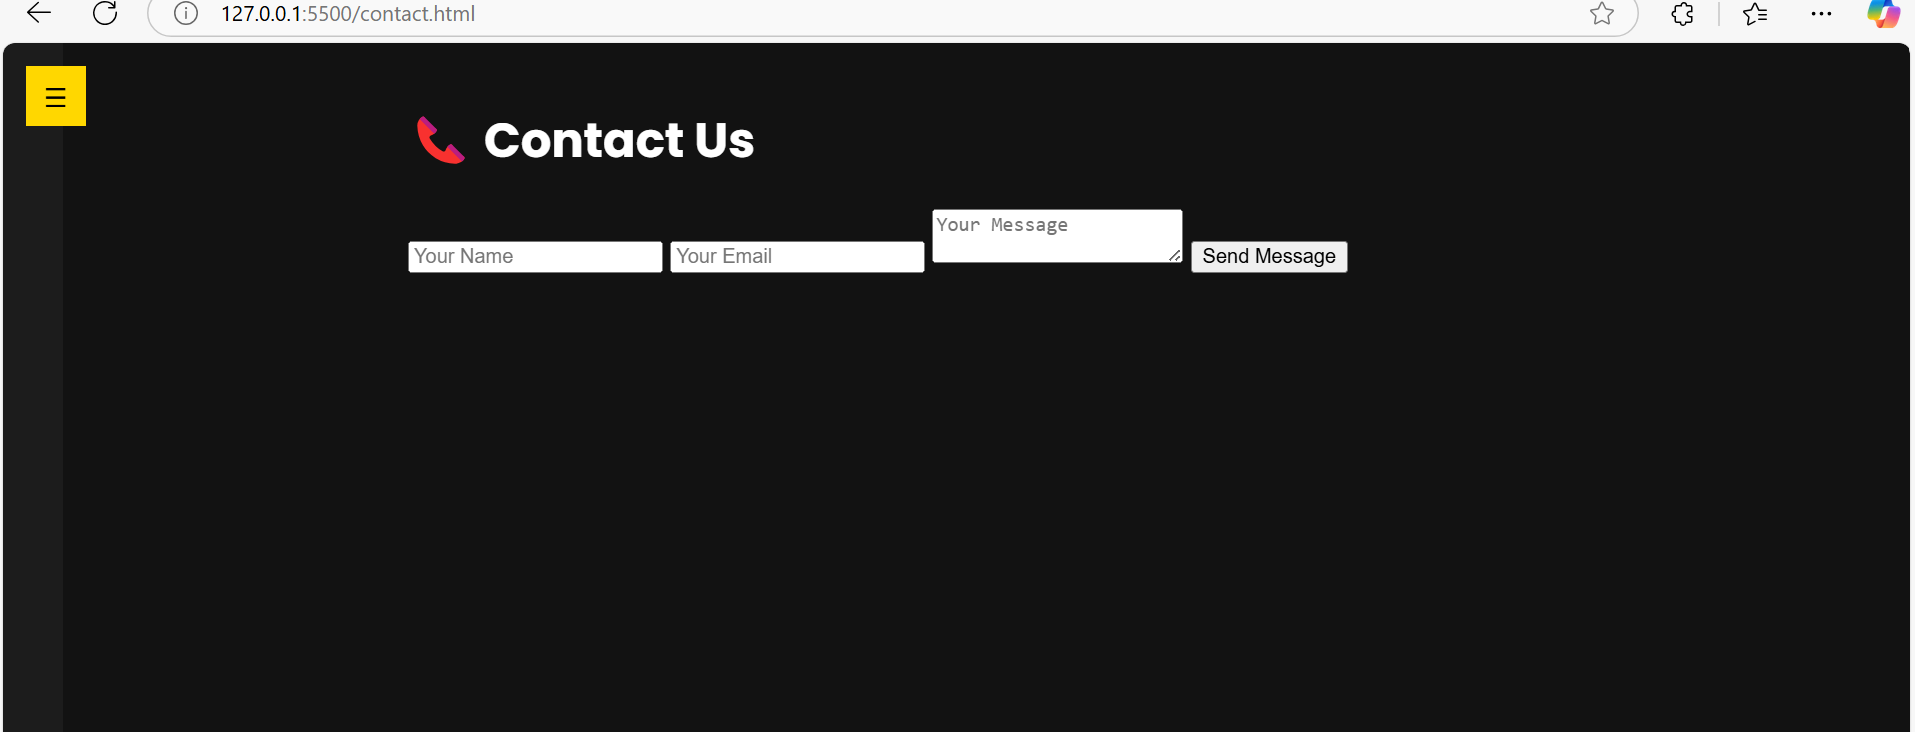 127.0.0.1:5500/contact.html
☰
📞 Contact Us
Your Message
Your Name
Your Email
Send Message